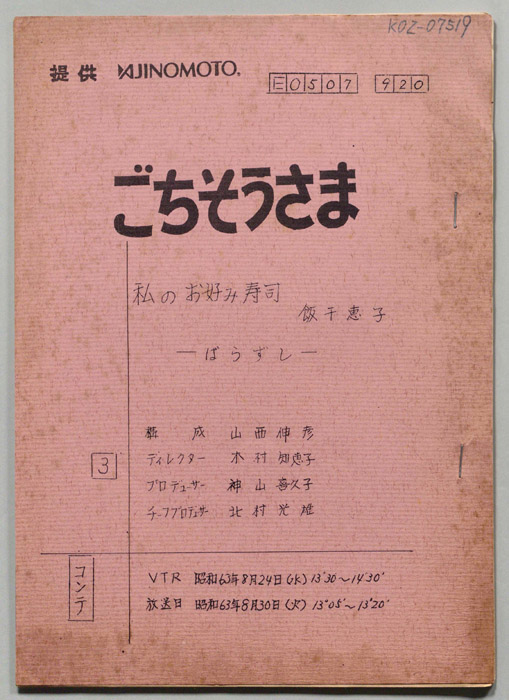 KOZ-07519
提供 AJINOMOTO®
E0507 920
ごちそうさま
私のお好み寿司
飯干恵子
―ばらずし―
構成 山西伸彦
ディレクター 木村知恵子
3
プロデューサー 神山喜久子
チーフプロデューサー 北村光雄
コンテ
VTR 昭和63年8月24日(水)13°30'~14°30'
放送日 昭和63年8月30日(火)13°05'~13°20'